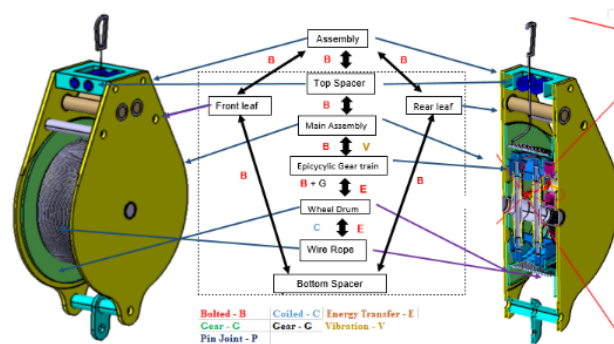 Assembly
B
B
B
Top Spacer
Front leaf
B
Rear leaf
Main Assembly
B
V
Epicyclic Gear train
B
B + G
E
B
Wheel Drum
C
E
Wire Rope
Bottom Spacer
Bolted - B
Coiled - C
Energy Transfer - E
Gear - G
Gear - G
Vibration - V
Pin Joint - P